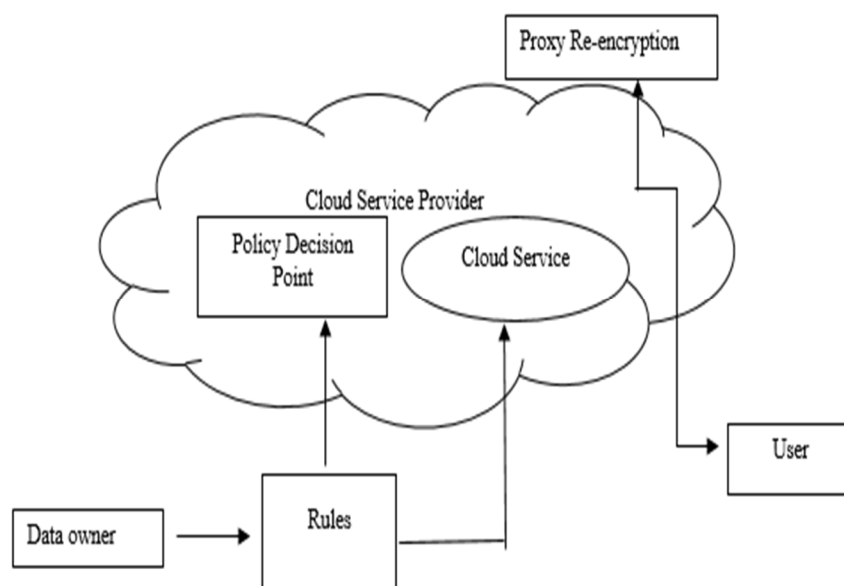 Proxy Re-encryption
Cloud Service Provider
Policy Decision
Point
Cloud Service
User
Rules
Data owner